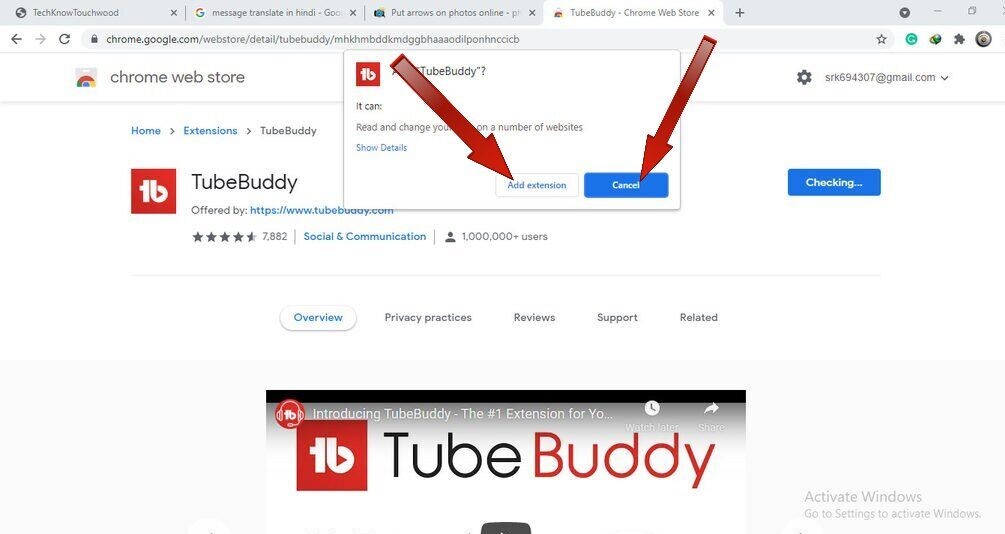 TechKnowTouchwood
message translate in hindi - Goo
Put arrows on photos online - ph
TubeBuddy - Chrome Web Store
chrome.google.com/webstore/detail/tubebuddy/mhkhmbddkmdggbhaaaodilponhnccicb
chrome web store
srk694307@gmail.com
"TubeBuddy"?
It can:
Read and change your on a number of websites
Show Details
Add extension
Cancel
Home > Extensions > TubeBuddy
TubeBuddy
Checking...
Offered by: https://www.tubebuddy.com
7,882 Social & Communication 1,000,000+ users
Overview Privacy practices Reviews Support Related
Introducing TubeBuddy - The #1 Extension for Yo...
Watch later Share
TubeBuddy
Activate Windows
Go to Settings to activate Windows.